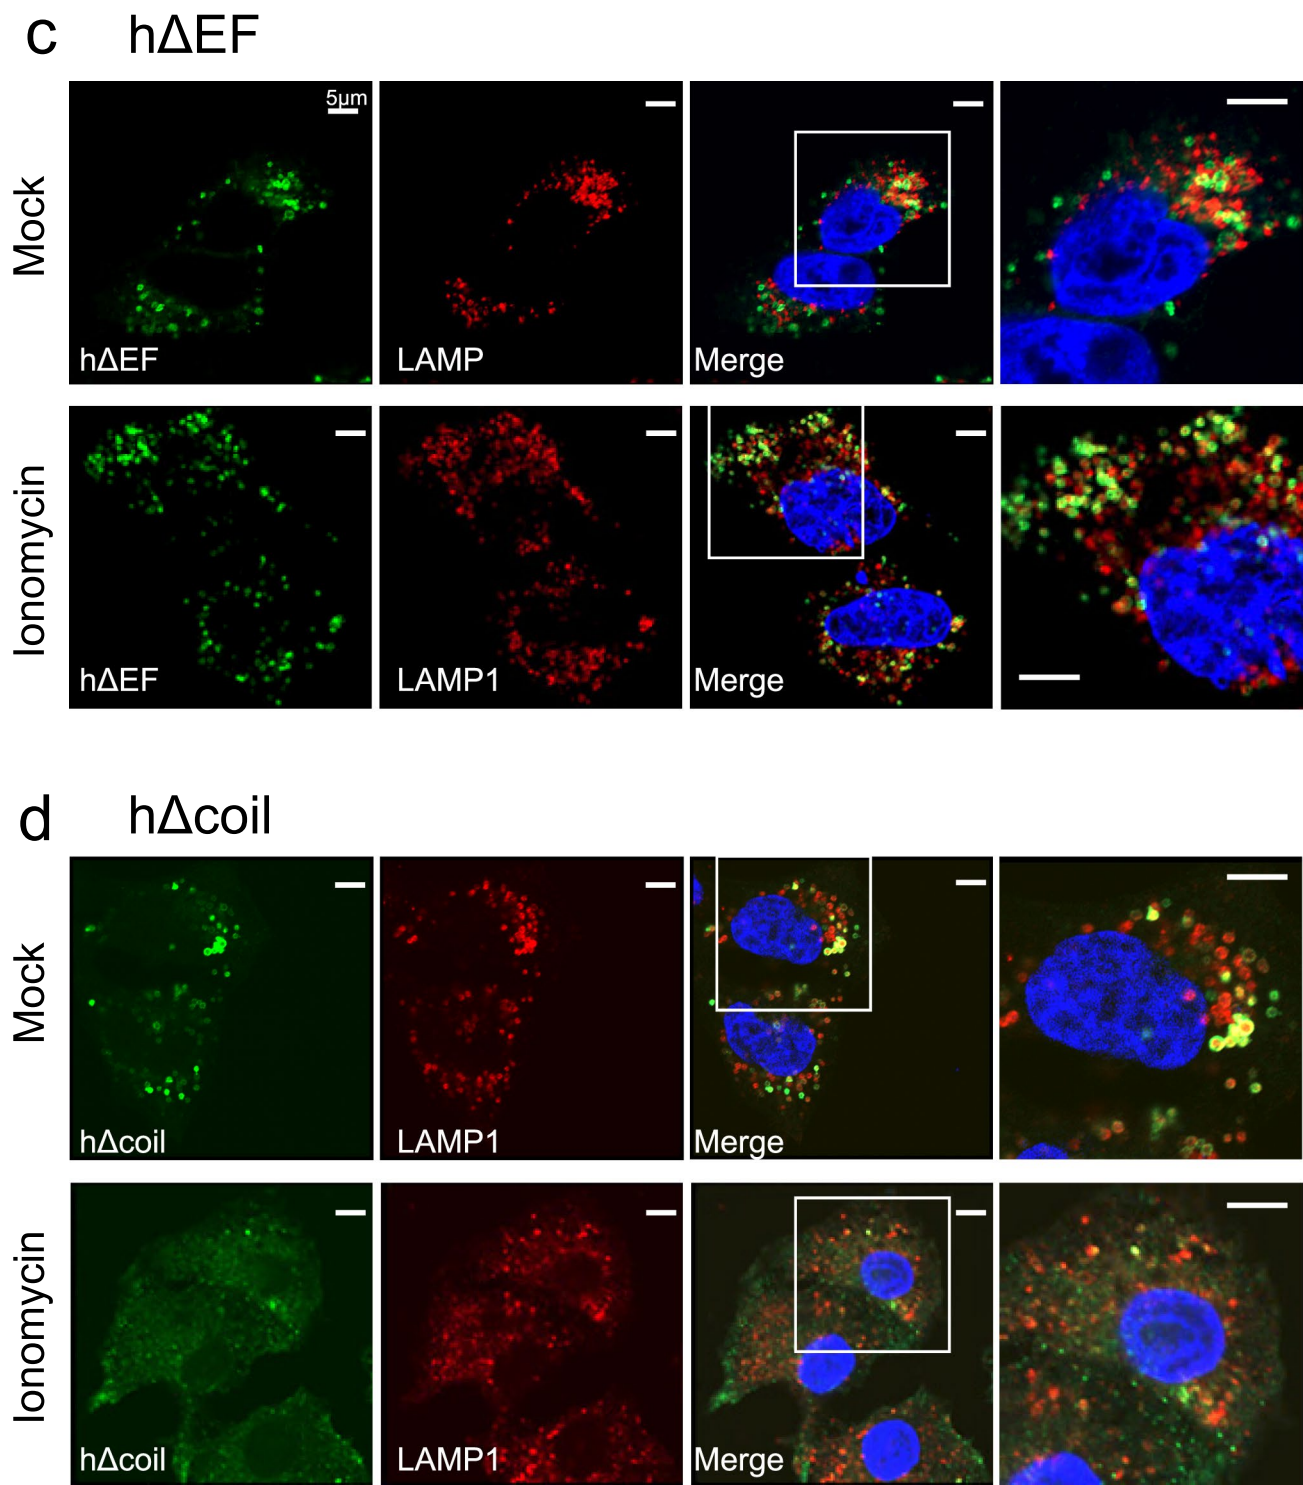 c hΔEF
Mock
5µm
hΔEF
LAMP
Merge
Ionomycin
hΔEF
LAMP1
Merge
d hΔcoil
Mock
hΔcoil
LAMP1
Merge
Ionomycin
hΔcoil
LAMP1
Merge